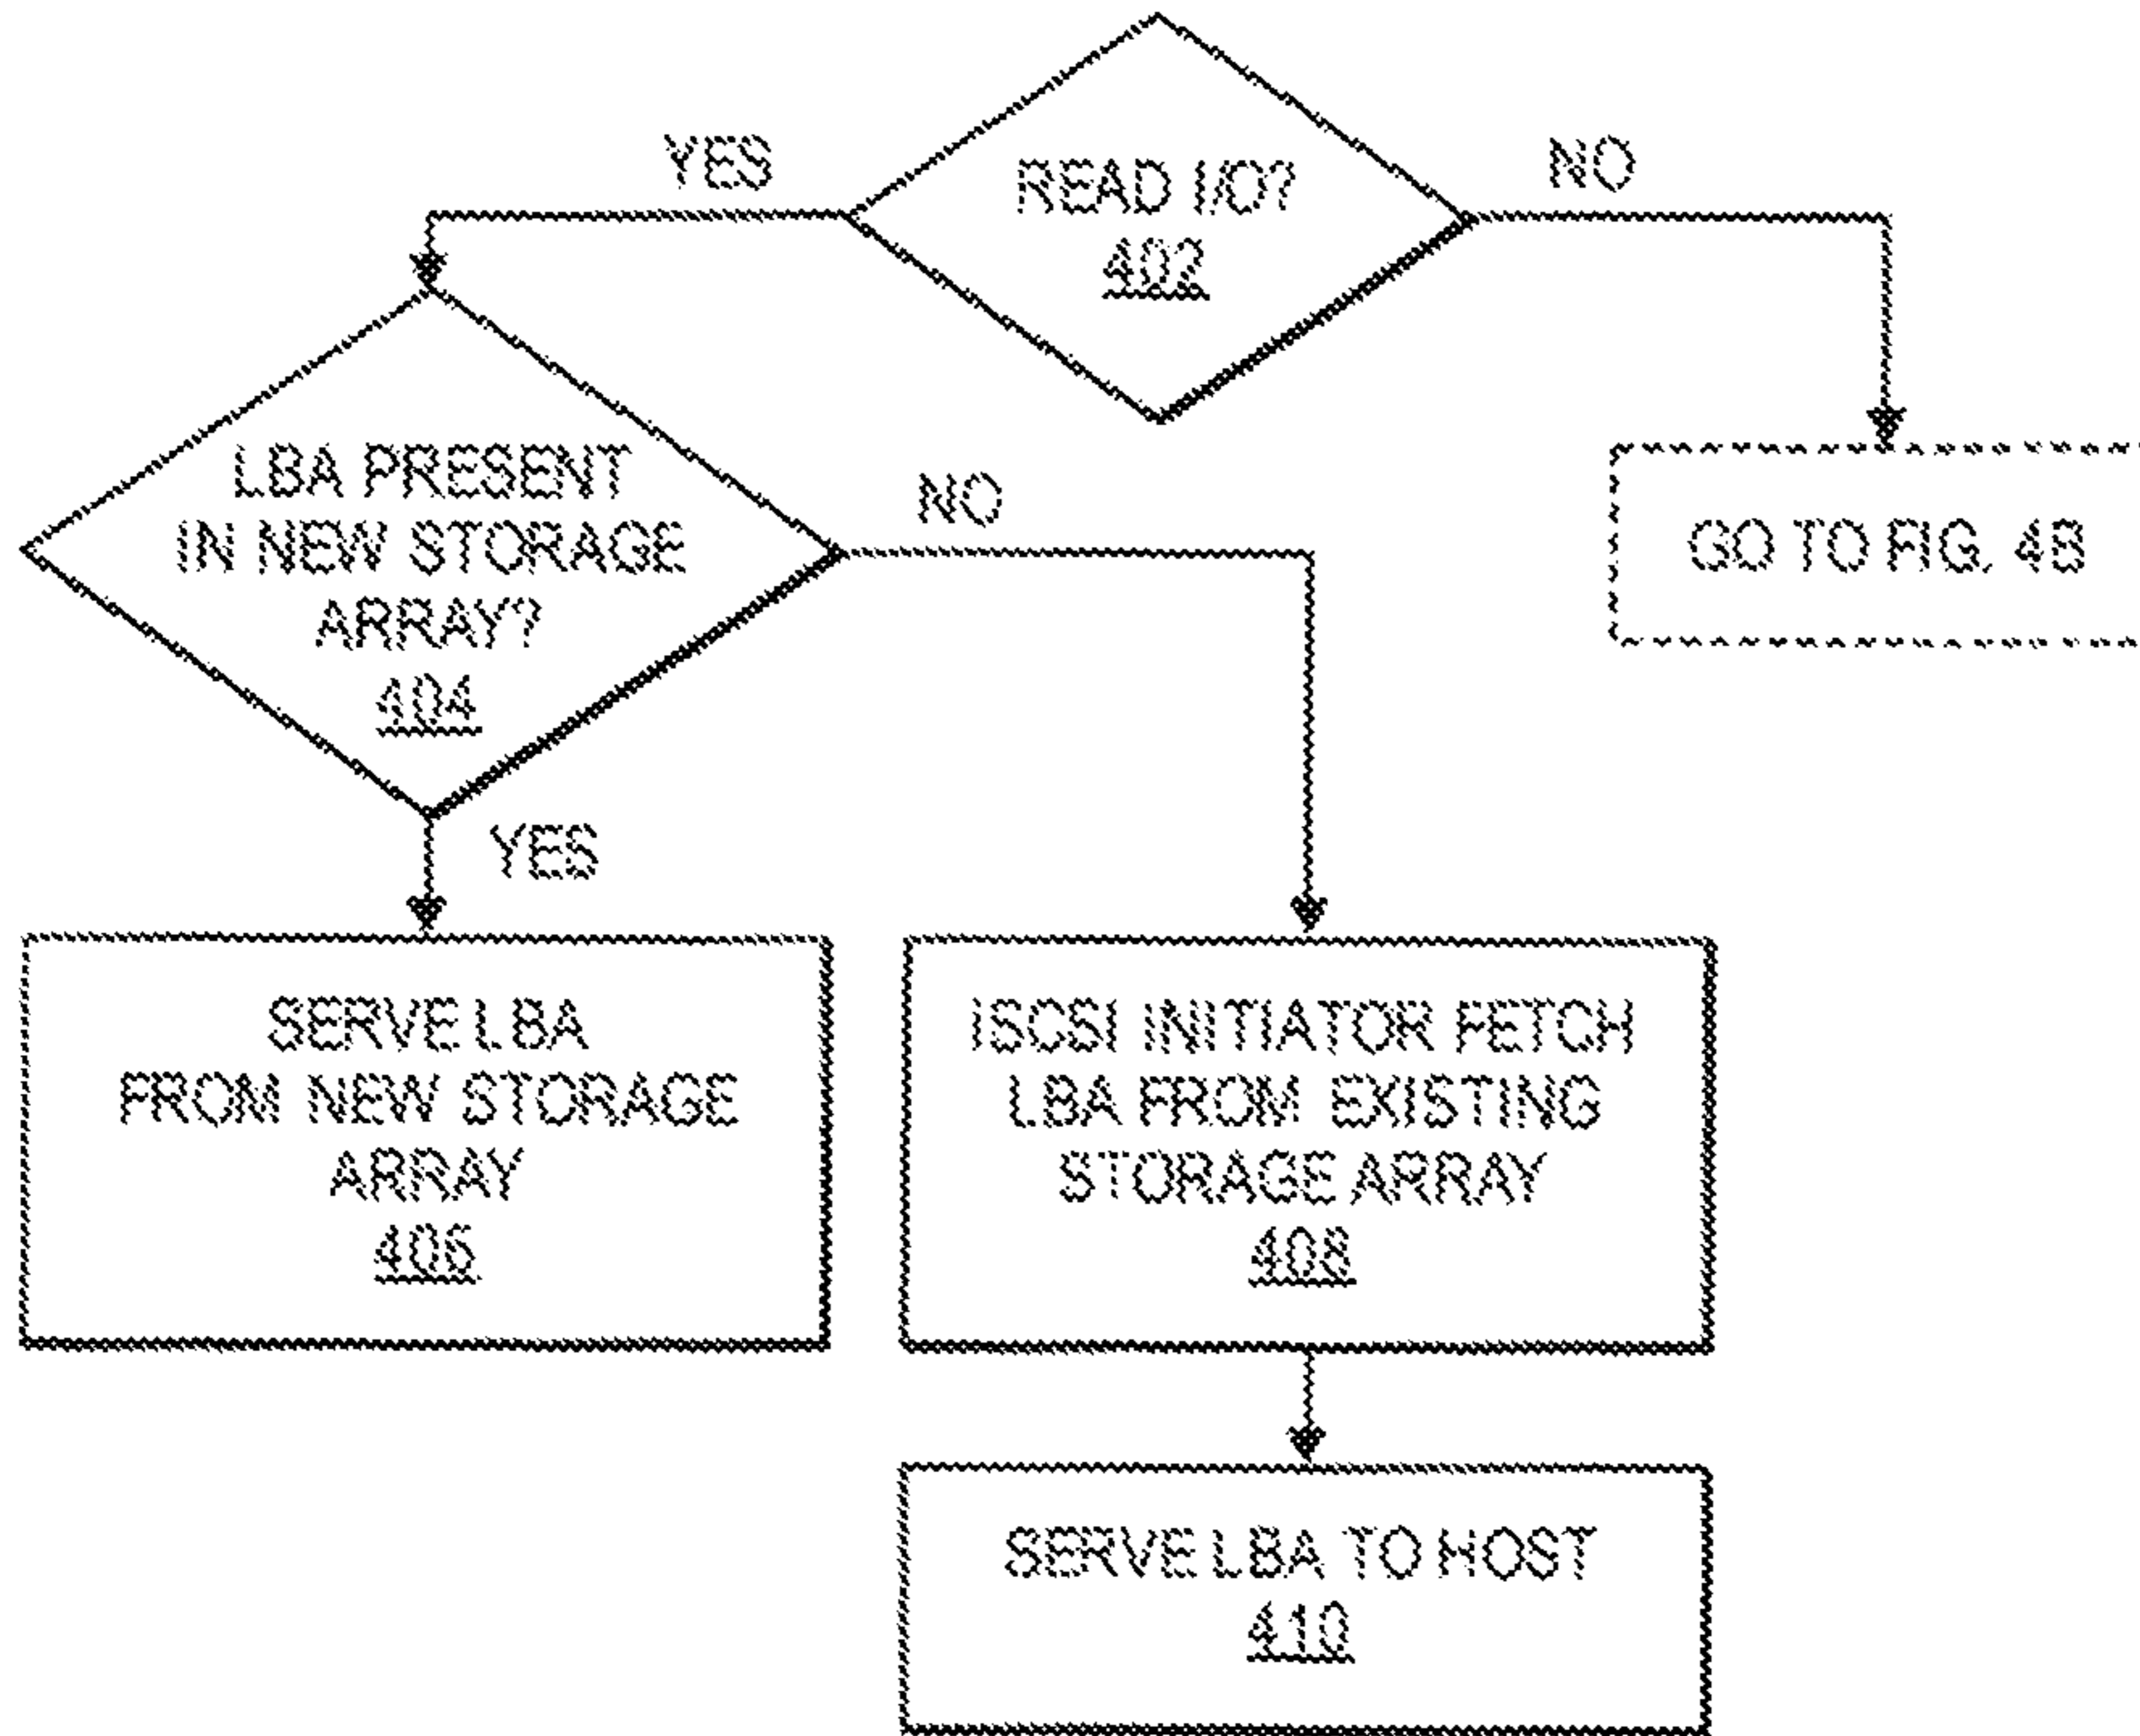 READ I/O?
402
YES
NO
LBA PRESENT
IN NEW STORAGE
ARRAY?
404
NO
GO TO FIG. 4B
YES
SERVE LBA
FROM NEW STORAGE
ARRAY
406
ISCSI INITIATOR FETCH
LBA FROM EXISTING
STORAGE ARRAY
408
SERVE LBA TO HOST
410